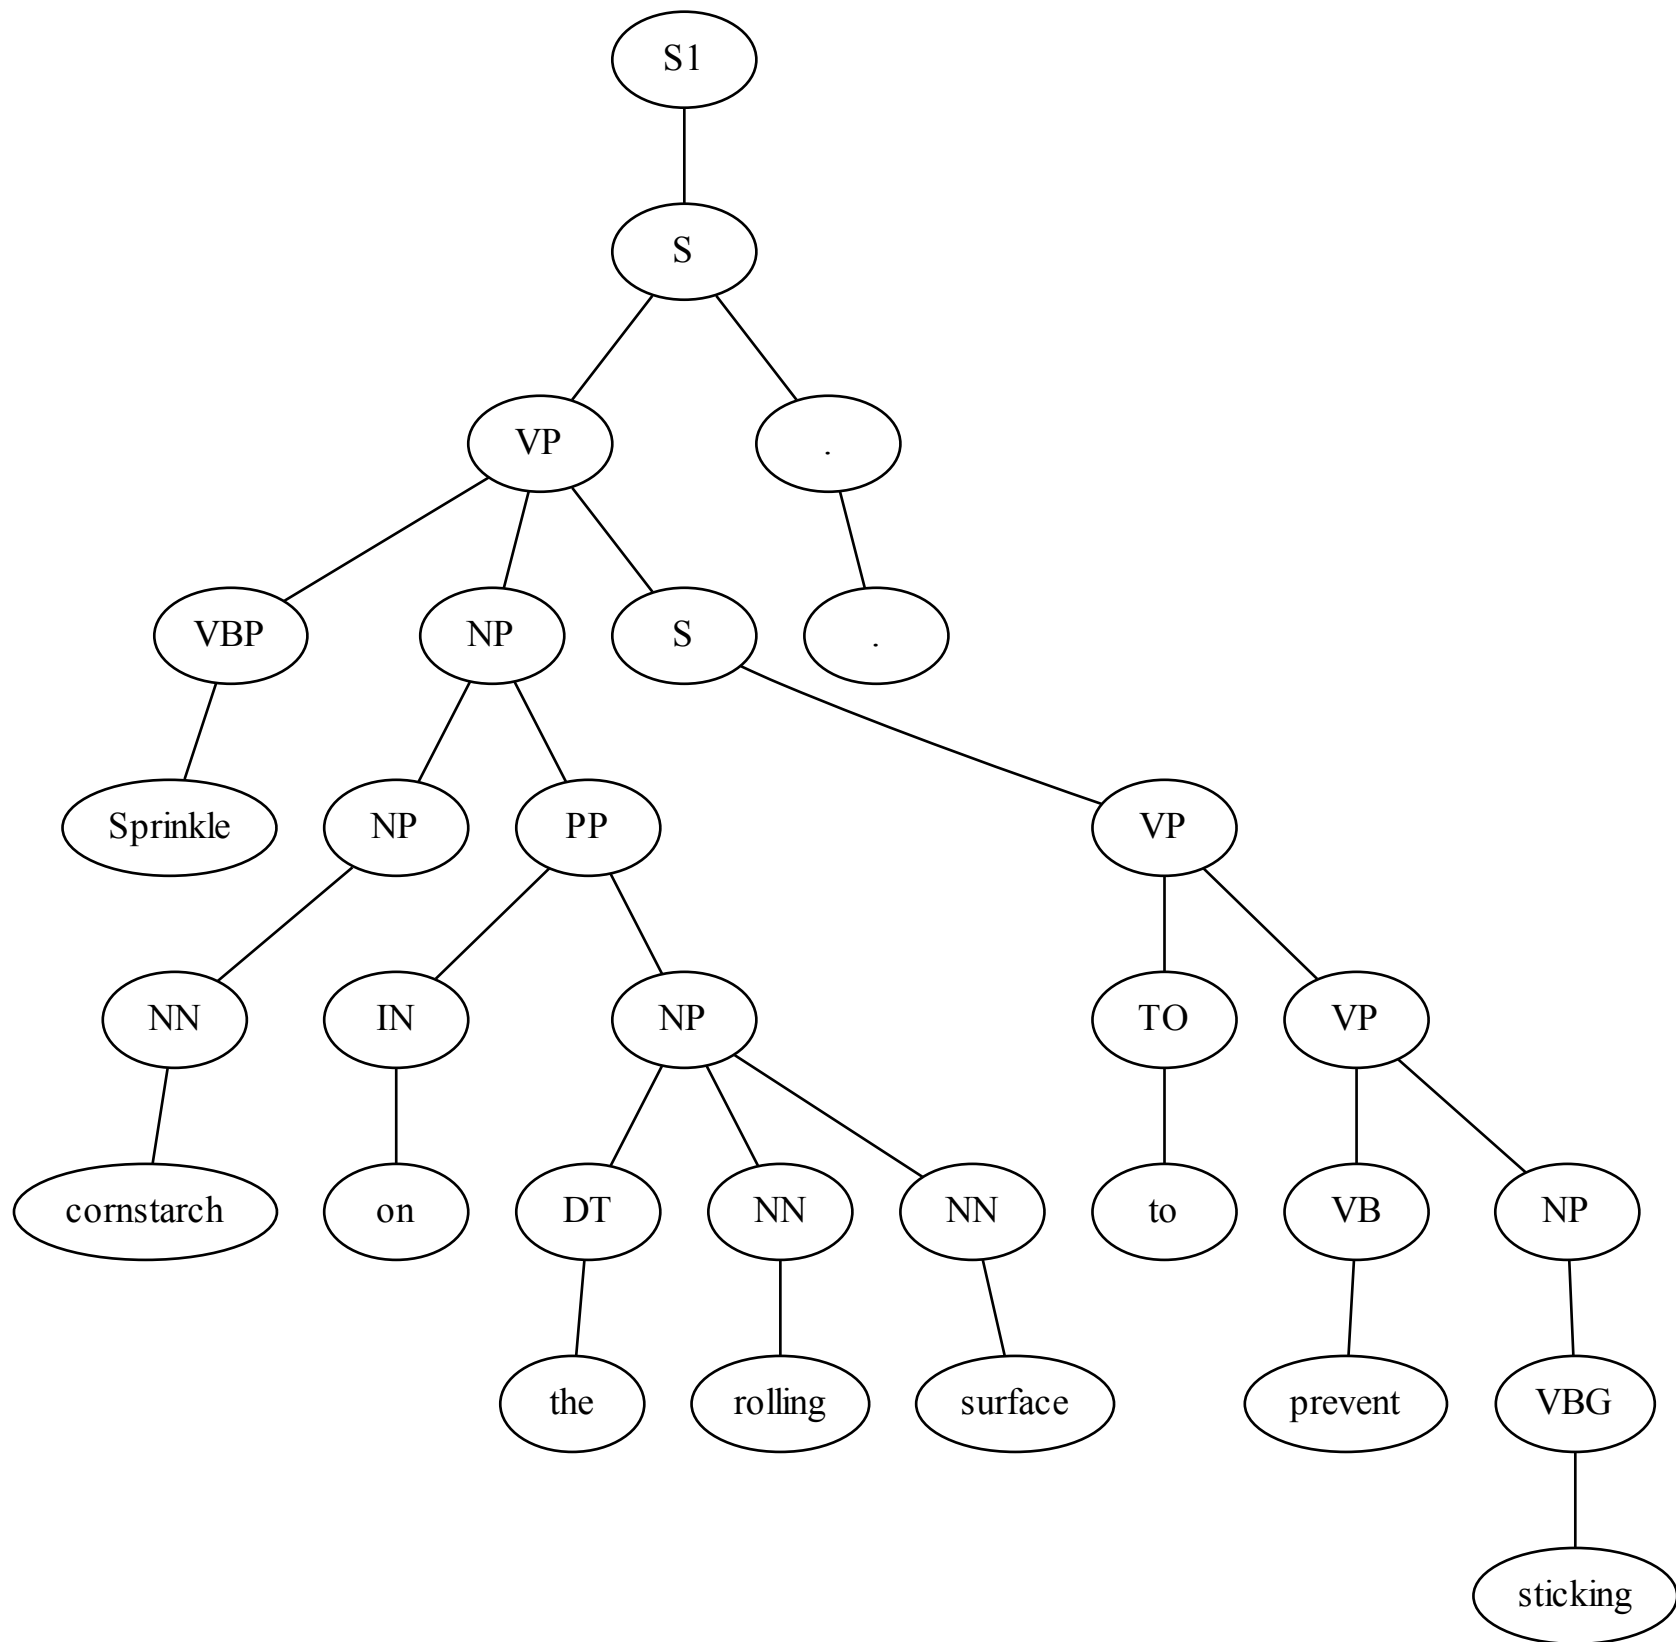 S1
S
VP .
VBP NP S .
Sprinkle NP PP VP
NN IN NP TO VP
cornstarch on DT NN NN to VB NP
the rolling surface prevent VBG
sticking